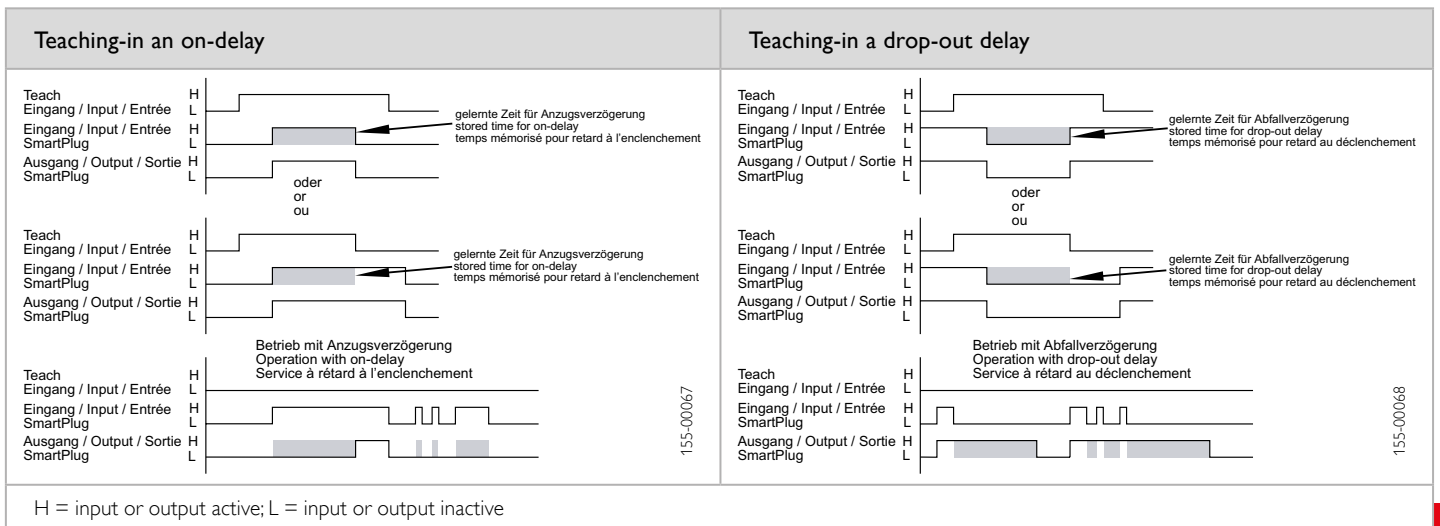 Teaching-in an on-delay
Teach H
Eingang / Input / Entrée L
Eingang / Input / Entrée H
SmartPlug L
Ausgang / Output / Sortie H
SmartPlug L
gelernte Zeit für Anzugsverzögerung
stored time for on-delay
temps mémorisé pour retard à l'enclenchement
oder
or
ou
Teach H
Eingang / Input / Entrée L
Eingang / Input / Entrée H
SmartPlug L
Ausgang / Output / Sortie H
SmartPlug L
gelernte Zeit für Anzugsverzögerung
stored time for on-delay
temps mémorisé pour retard à l'enclenchement
Betrieb mit Anzugsverzögerung
Operation with on-delay
Service à rétard à l'enclenchement
Teach H
Eingang / Input / Entrée L
Eingang / Input / Entrée H
SmartPlug L
Ausgang / Output / Sortie H
SmartPlug L
155-00067
Teaching-in a drop-out delay
Teach H
Eingang / Input / Entrée L
Eingang / Input / Entrée H
SmartPlug L
Ausgang / Output / Sortie H
SmartPlug L
gelernte Zeit für Abfallverzögerung
stored time for drop-out delay
temps mémorisé pour retard au déclenchement
oder
or
ou
Teach H
Eingang / Input / Entrée L
Eingang / Input / Entrée H
SmartPlug L
Ausgang / Output / Sortie H
SmartPlug L
gelernte Zeit für Abfallverzögerung
stored time for drop-out delay
temps mémorisé pour retard au déclenchement
Betrieb mit Abfallverzögerung
Operation with drop-out delay
Service à rétard au déclenchement
Teach H
Eingang / Input / Entrée L
Eingang / Input / Entrée H
SmartPlug L
Ausgang / Output / Sortie H
SmartPlug L
155-00068
H = input or output active; L = input or output inactive